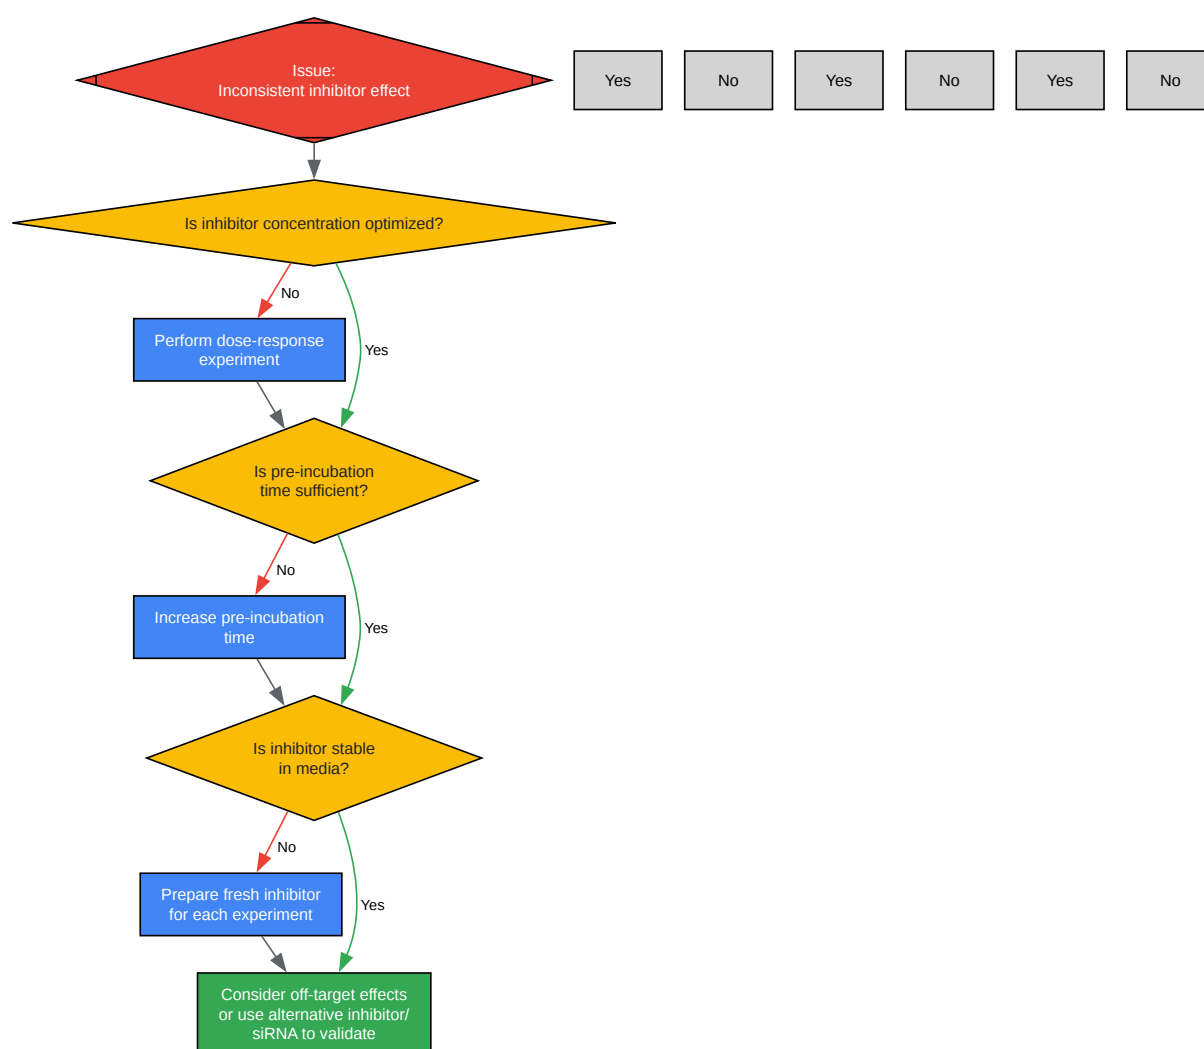 Issue:
Inconsistent inhibitor effect
Yes
No
Yes
No
Yes
No
Is inhibitor concentration optimized?
No
Perform dose-response
experiment
Yes
Is pre-incubation
time sufficient?
No
Increase pre-incubation
time
Yes
Is inhibitor stable
in media?
No
Prepare fresh inhibitor
for each experiment
Yes
Consider off-target effects
or use alternative inhibitor/
siRNA to validate